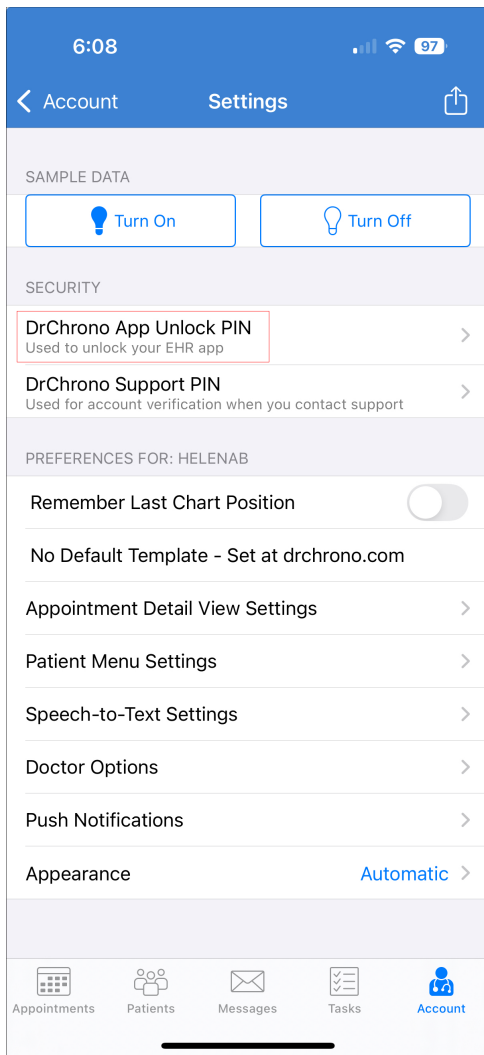 6:08
97
Account
Settings
SAMPLE DATA
Turn On
Turn Off
SECURITY
DrChrono App Unlock PIN
Used to unlock your EHR app
DrChrono Support PIN
Used for account verification when you contact support
PREFERENCES FOR: HELENAB
Remember Last Chart Position
No Default Template - Set at drchrono.com
Appointment Detail View Settings
Patient Menu Settings
Speech-to-Text Settings
Doctor Options
Push Notifications
Appearance
Automatic
Appointments
Patients
Messages
Tasks
Account